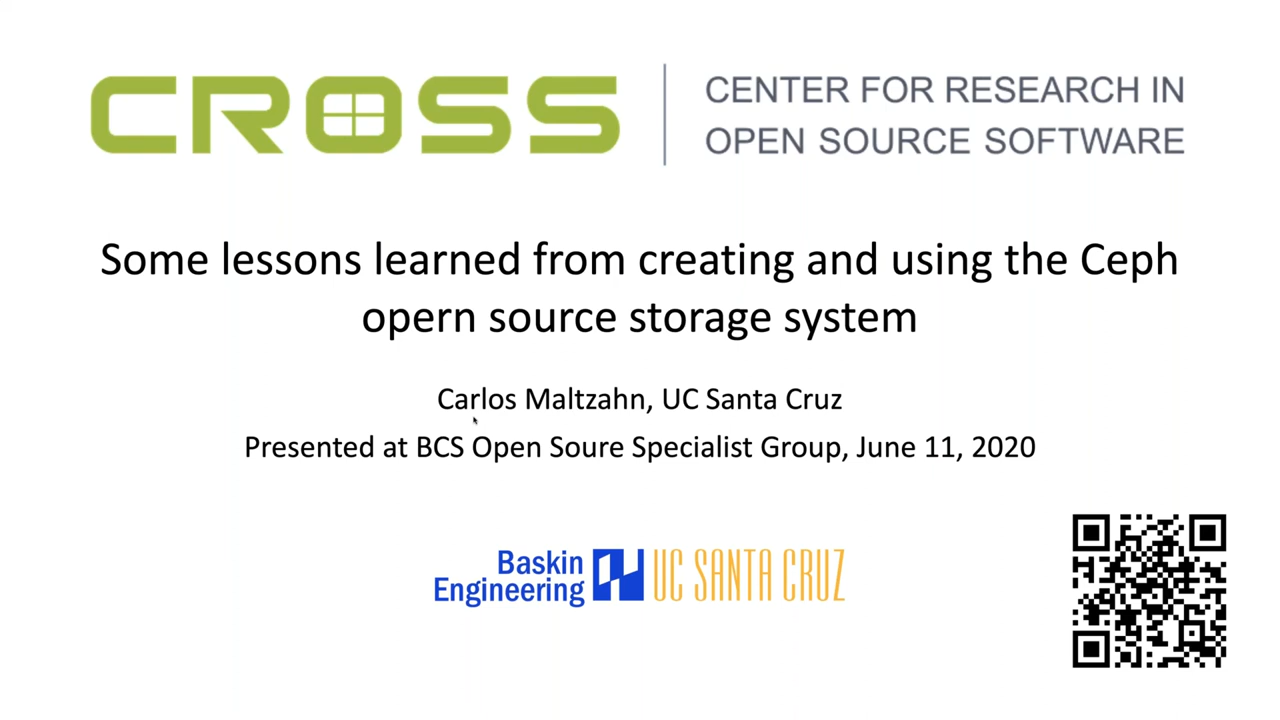 CROSS
CENTER FOR RESEARCH IN
OPEN SOURCE SOFTWARE
Some lessons learned from creating and using the Ceph
opern source storage system
Carlos Maltzahn, UC Santa Cruz
Presented at BCS Open Soure Specialist Group, June 11, 2020
Baskin
Engineering
UC SANTA CRUZ